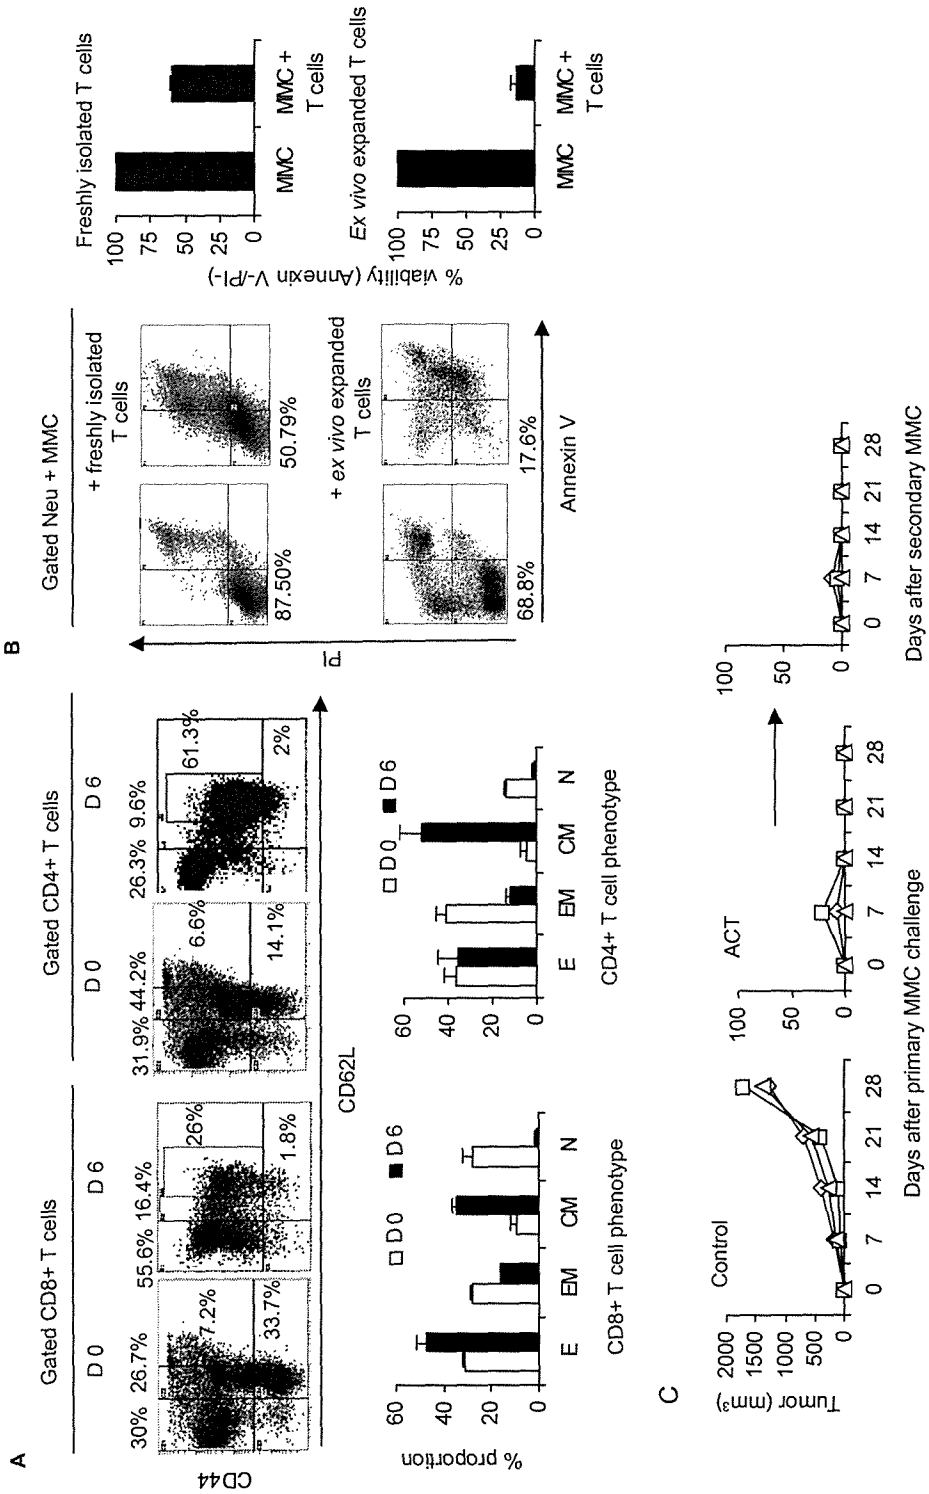 A
Gated CD8+ T cells
Gated CD4+ T cells
D 0
D 6
D 0
D 6
30% 26.7%
7.2%
33.7%
55.6% 16.4%
26%
1.8%
31.9% 44.2%
6.6%
14.1%
26.3% 9.6%
61.3%
2%
CD44
CD62L
% proportion
60
40
20
0
D 0 D 6
E EM CM N
CD8+ T cell phenotype
60
40
20
0
D 0 D 6
E EM CM N
CD4+ T cell phenotype
B
Gated Neu + MMC
+ freshly isolated
T cells
87.50%
50.79%
+ ex vivo expanded
T cells
68.8%
17.6%
PI
Annexin V
% viability (Annexin V-/PI-)
Freshly isolated T cells
100
75
50
25
0
MMC MMC +
T cells
Ex vivo expanded T cells
100
75
50
25
0
MMC MMC +
T cells
C
Tumor (mm³)
Control
2000
1500
1000
500
0
0 7 14 21 28
ACT
100
50
0
0 7 14 21 28
Days after primary MMC challenge
100
50
0
0 7 14 21 28
Days after secondary MMC